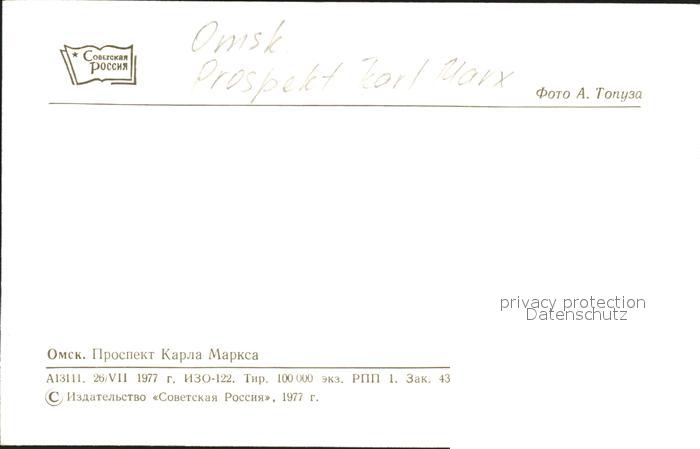 Советская
Россия
Omsk.
Prospekt Karl Marx
Фото А. Топуза
privacy protection
Datenschutz
Омск. Проспект Карла Маркса
А13111. 26/VII 1977 г. ИЗО-122. Тир. 100 000 экз. РПП 1. Зак. 43
© Издательство «Советская Россия», 1977 г.